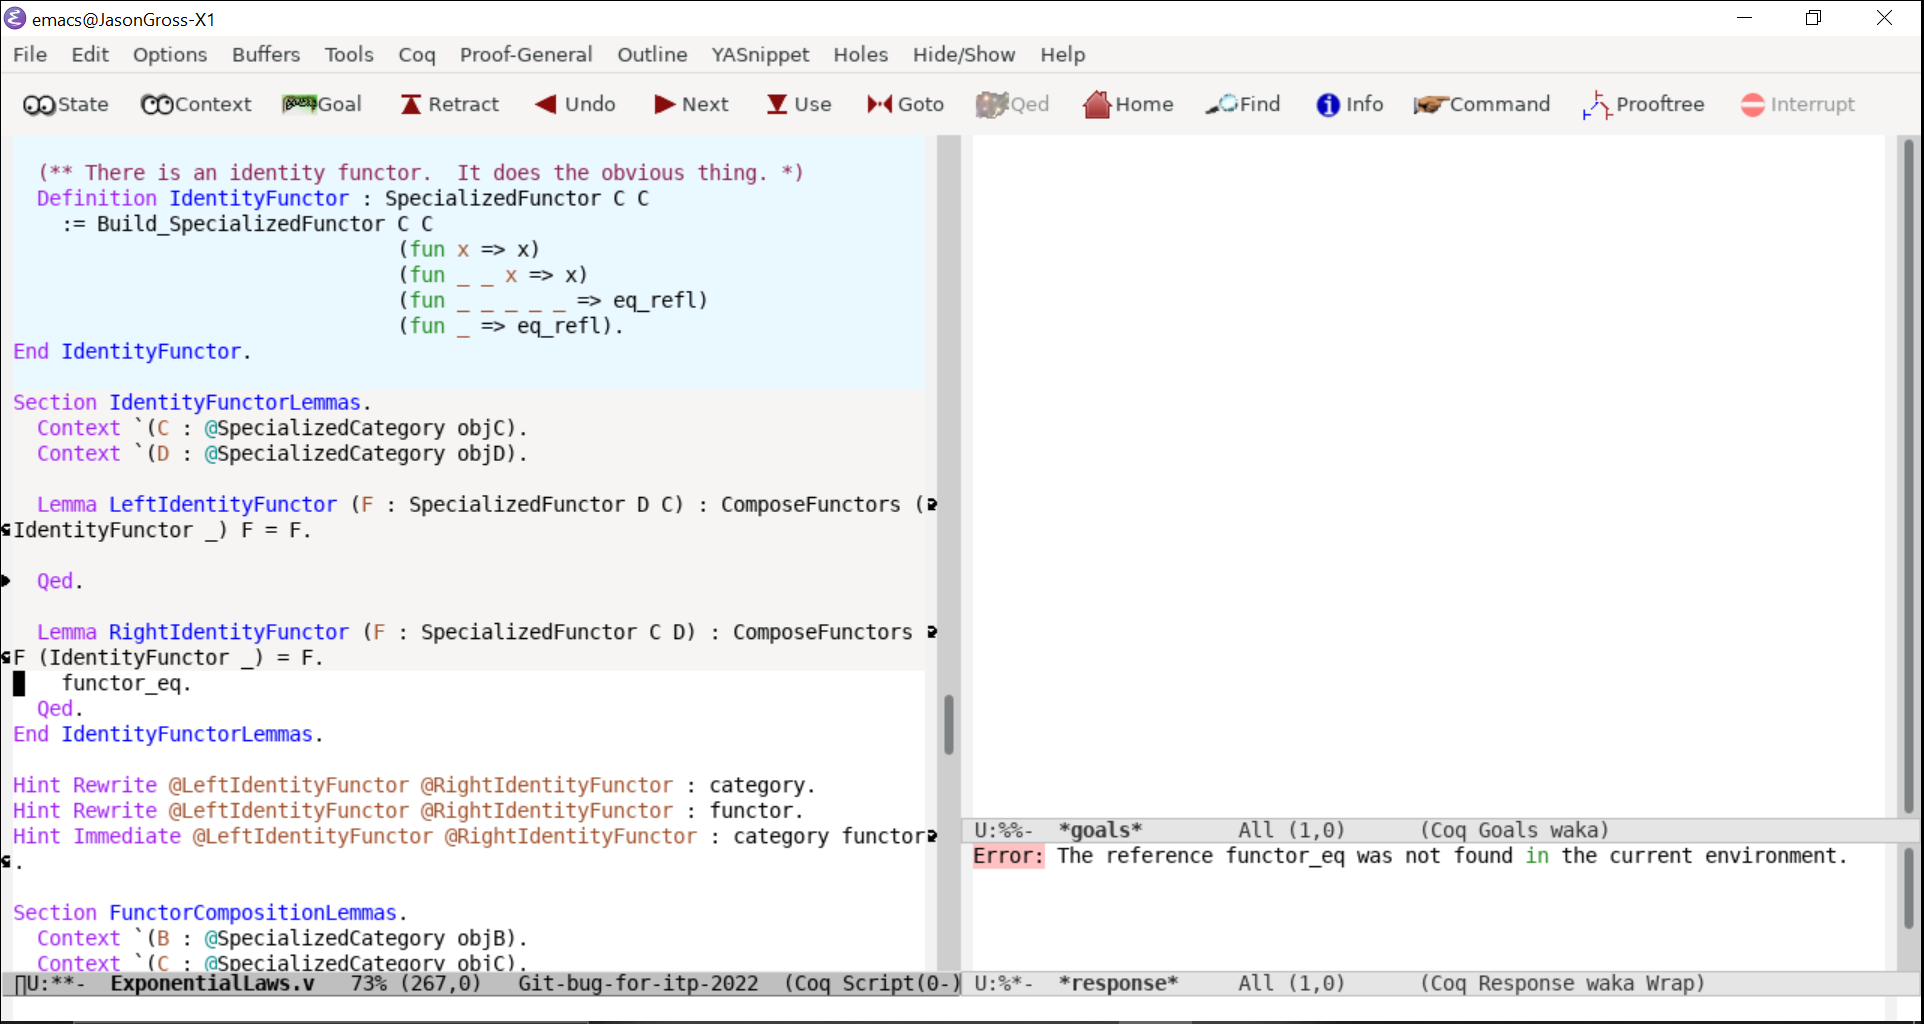 emacs@JasonGross-X1
File Edit Options Buffers Tools Coq Proof-General Outline YASnippet Holes Hide/Show Help
State Context Goal Retract Undo Next Use Goto Qed Home Find Info Command Prooftree Interrupt
(** There is an identity functor.  It does the obvious thing. *)
Definition IdentityFunctor : SpecializedFunctor C C
:= Build_SpecializedFunctor C C
(fun x => x)
(fun _ _ x => x)
(fun _ _ _ _ _ => eq_refl)
(fun _ => eq_refl).
End IdentityFunctor.
Section IdentityFunctorLemmas.
Context `(C : @SpecializedCategory objC).
Context `(D : @SpecializedCategory objD).
Lemma LeftIdentityFunctor (F : SpecializedFunctor D C) : ComposeFunctors (
IdentityFunctor _) F = F.
Qed.
Lemma RightIdentityFunctor (F : SpecializedFunctor C D) : ComposeFunctors
F (IdentityFunctor _) = F.
functor_eq.
Qed.
End IdentityFunctorLemmas.
Hint Rewrite @LeftIdentityFunctor @RightIdentityFunctor : category.
Hint Rewrite @LeftIdentityFunctor @RightIdentityFunctor : functor.
Hint Immediate @LeftIdentityFunctor @RightIdentityFunctor : category functor
.
Section FunctorCompositionLemmas.
Context `(B : @SpecializedCategory objB).
Context `(C : @SpecializedCategory objC).
U:**-  ExponentialLaws.v   73% (267,0)   Git-bug-for-itp-2022  (Coq Script(0-)
U:%%-  *goals*        All (1,0)      (Coq Goals waka)
Error: The reference functor_eq was not found in the current environment.
U:%*-  *response*     All (1,0)      (Coq Response waka Wrap)